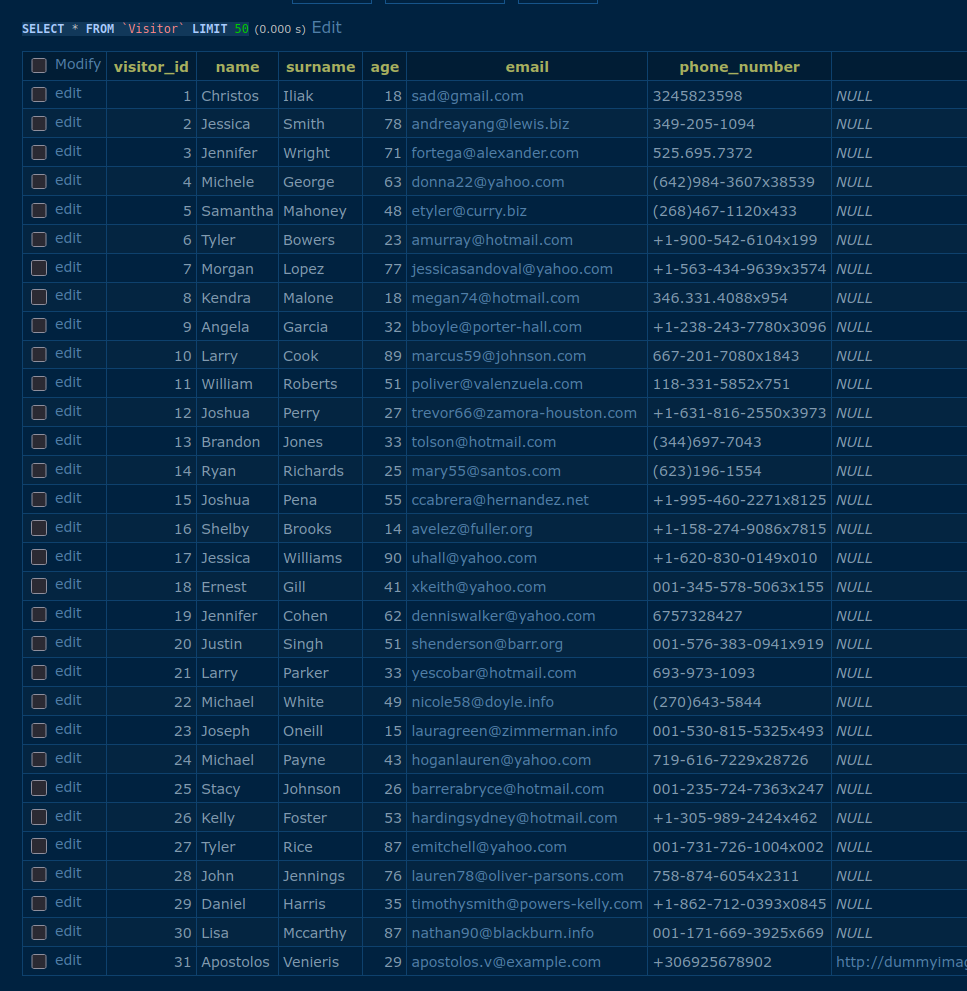 SELECT * FROM `Visitor` LIMIT 50 (0.000 s) Edit
Modify visitor_id name surname age email phone_number
edit 1 Christos Iliak 18 sad@gmail.com 3245823598 NULL
edit 2 Jessica Smith 78 andreayang@lewis.biz 349-205-1094 NULL
edit 3 Jennifer Wright 71 fortega@alexander.com 525.695.7372 NULL
edit 4 Michele George 63 donna22@yahoo.com (642)984-3607x38539 NULL
edit 5 Samantha Mahoney 48 etyler@curry.biz (268)467-1120x433 NULL
edit 6 Tyler Bowers 23 amurray@hotmail.com +1-900-542-6104x199 NULL
edit 7 Morgan Lopez 77 jessicasandoval@yahoo.com +1-563-434-9639x3574 NULL
edit 8 Kendra Malone 18 megan74@hotmail.com 346.331.4088x954 NULL
edit 9 Angela Garcia 32 bboyle@porter-hall.com +1-238-243-7780x3096 NULL
edit 10 Larry Cook 89 marcus59@johnson.com 667-201-7080x1843 NULL
edit 11 William Roberts 51 poliver@valenzuela.com 118-331-5852x751 NULL
edit 12 Joshua Perry 27 trevor66@zamora-houston.com +1-631-816-2550x3973 NULL
edit 13 Brandon Jones 33 tolson@hotmail.com (344)697-7043 NULL
edit 14 Ryan Richards 25 mary55@santos.com (623)196-1554 NULL
edit 15 Joshua Pena 55 ccabrera@hernandez.net +1-995-460-2271x8125 NULL
edit 16 Shelby Brooks 14 avelez@fuller.org +1-158-274-9086x7815 NULL
edit 17 Jessica Williams 90 uhall@yahoo.com +1-620-830-0149x010 NULL
edit 18 Ernest Gill 41 xkeith@yahoo.com 001-345-578-5063x155 NULL
edit 19 Jennifer Cohen 62 denniswalker@yahoo.com 6757328427 NULL
edit 20 Justin Singh 51 shenderson@barr.org 001-576-383-0941x919 NULL
edit 21 Larry Parker 33 yescobar@hotmail.com 693-973-1093 NULL
edit 22 Michael White 49 nicole58@doyle.info (270)643-5844 NULL
edit 23 Joseph Oneill 15 lauragreen@zimmerman.info 001-530-815-5325x493 NULL
edit 24 Michael Payne 43 hoganlauren@yahoo.com 719-616-7229x28726 NULL
edit 25 Stacy Johnson 26 barrerabryce@hotmail.com 001-235-724-7363x247 NULL
edit 26 Kelly Foster 53 hardingsydney@hotmail.com +1-305-989-2424x462 NULL
edit 27 Tyler Rice 87 emitchell@yahoo.com 001-731-726-1004x002 NULL
edit 28 John Jennings 76 lauren78@oliver-parsons.com 758-874-6054x2311 NULL
edit 29 Daniel Harris 35 timothysmith@powers-kelly.com +1-862-712-0393x0845 NULL
edit 30 Lisa Mccarthy 87 nathan90@blackburn.info 001-171-669-3925x669 NULL
edit 31 Apostolos Venieris 29 apostolos.v@example.com +306925678902 http://dummyimag